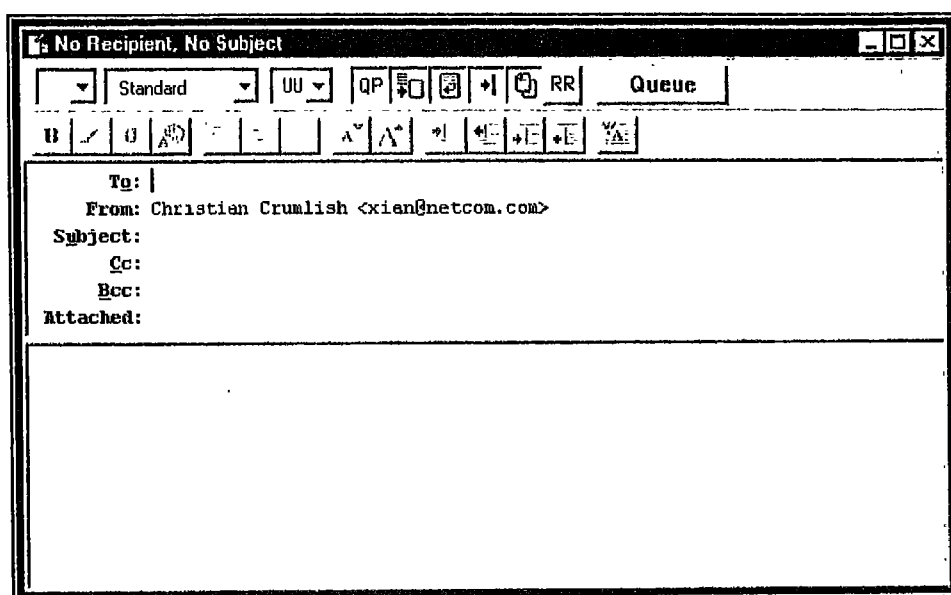 No Recipient, No Subject
Standard UU QP RR Queue
B U A A A
To:
From: Christian Crumlish <xian@netcom.com>
Subject:
Cc:
Bcc:
Attached: